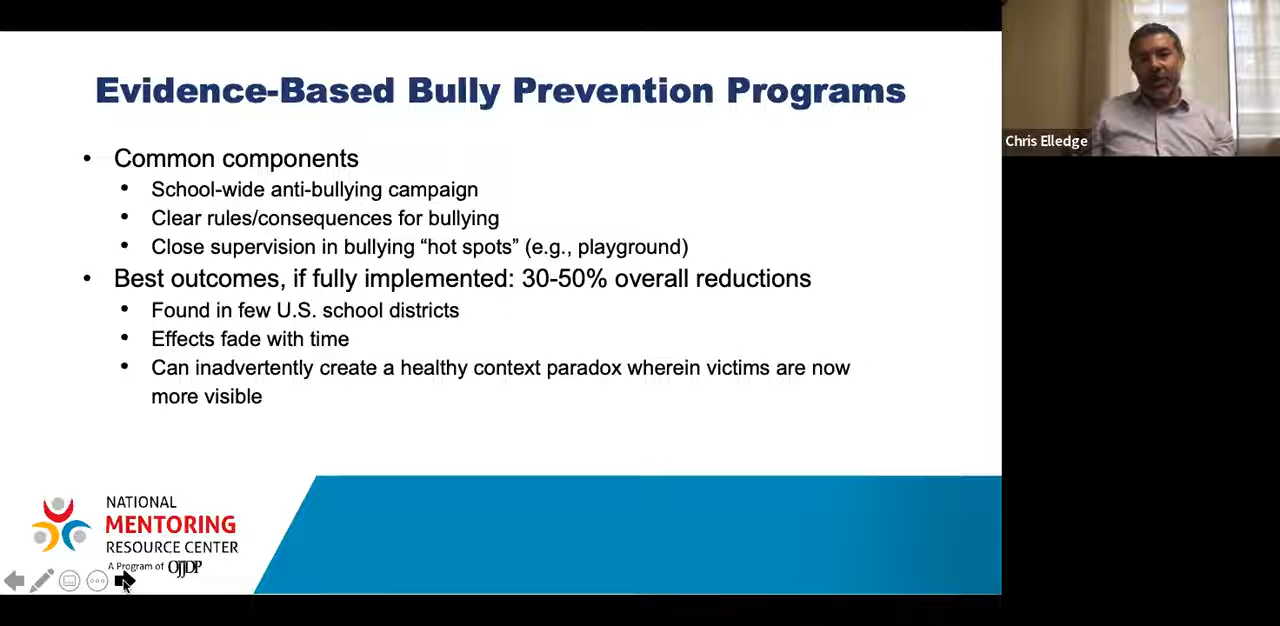 Evidence-Based Bully Prevention Programs
• Common components
• School-wide anti-bullying campaign
• Clear rules/consequences for bullying
• Close supervision in bullying “hot spots” (e.g., playground)
• Best outcomes, if fully implemented: 30-50% overall reductions
• Found in few U.S. school districts
• Effects fade with time
• Can inadvertently create a healthy context paradox wherein victims are now
more visible
NATIONAL
MENTORING
RESOURCE CENTER
A Program of OJJDP
Chris Elledge